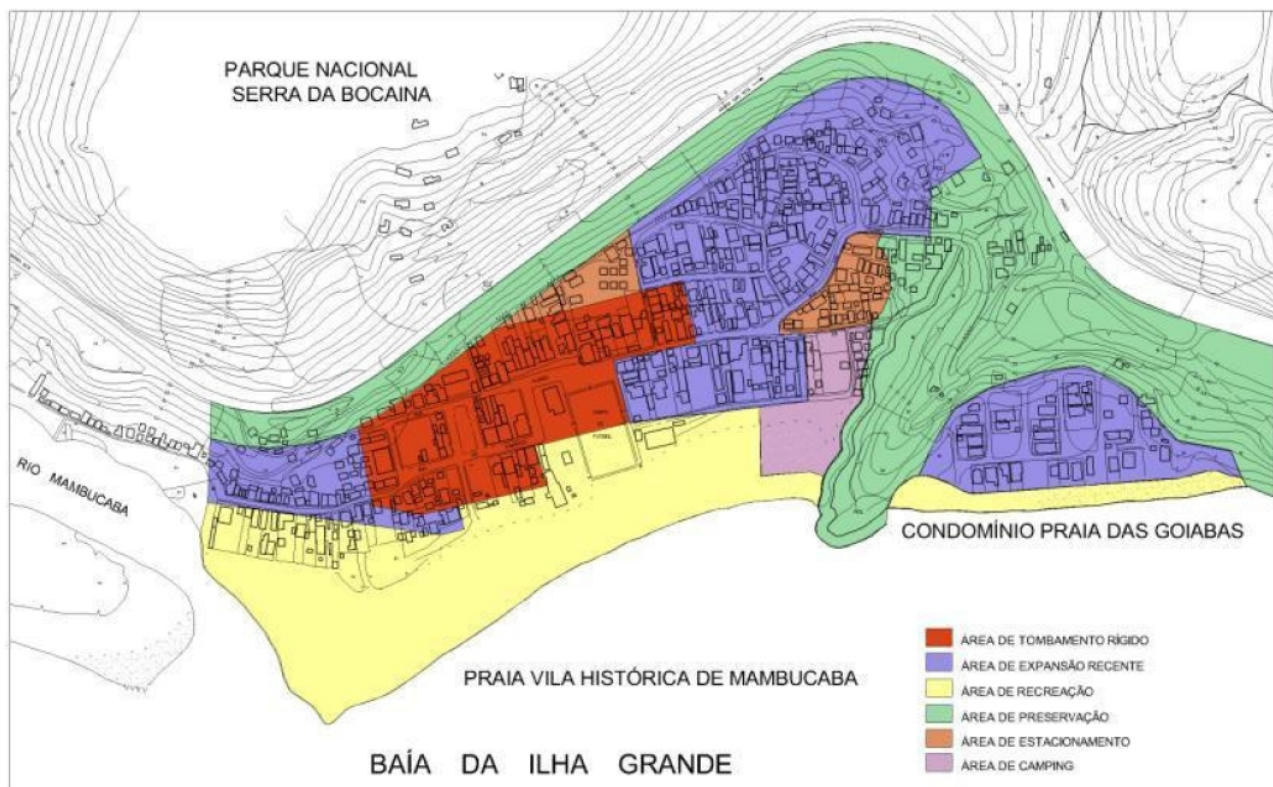 PARQUE NACIONAL
SERRA DA BOCAINA
RIO MAMBUCABA
CAMPO
FUTEBOL
CONDOMÍNIO PRAIA DAS GOIABAS
PRAIA VILA HISTÓRICA DE MAMBUCABA
BAÍA DA ILHA GRANDE
ÁREA DE TOMBAMENTO RÍGIDO
ÁREA DE EXPANSÃO RECENTE
ÁREA DE RECREAÇÃO
ÁREA DE PRESERVAÇÃO
ÁREA DE ESTACIONAMENTO
ÁREA DE CAMPING